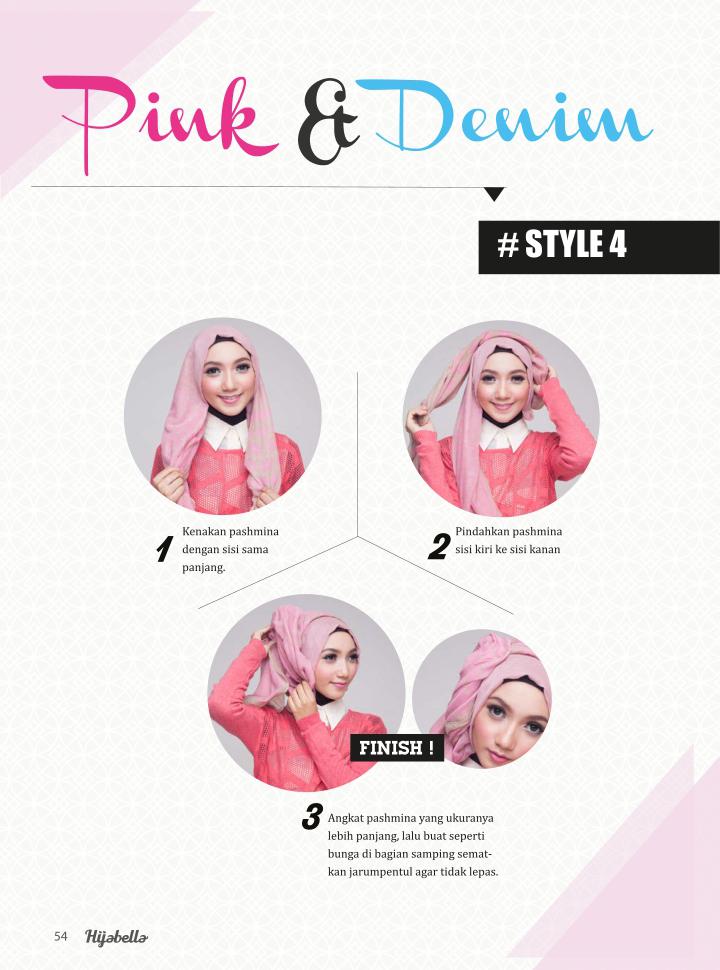 Pink & Denim
# STYLE 4
1
Kenakan pashmina
dengan sisi sama
panjang.
2
Pindahkan pashmina
sisi kiri ke sisi kanan
FINISH !
3
Angkat pashmina yang ukuranya
lebih panjang, lalu buat seperti
bunga di bagian samping semat-
kan jarumpentul agar tidak lepas.
54 Hijabella